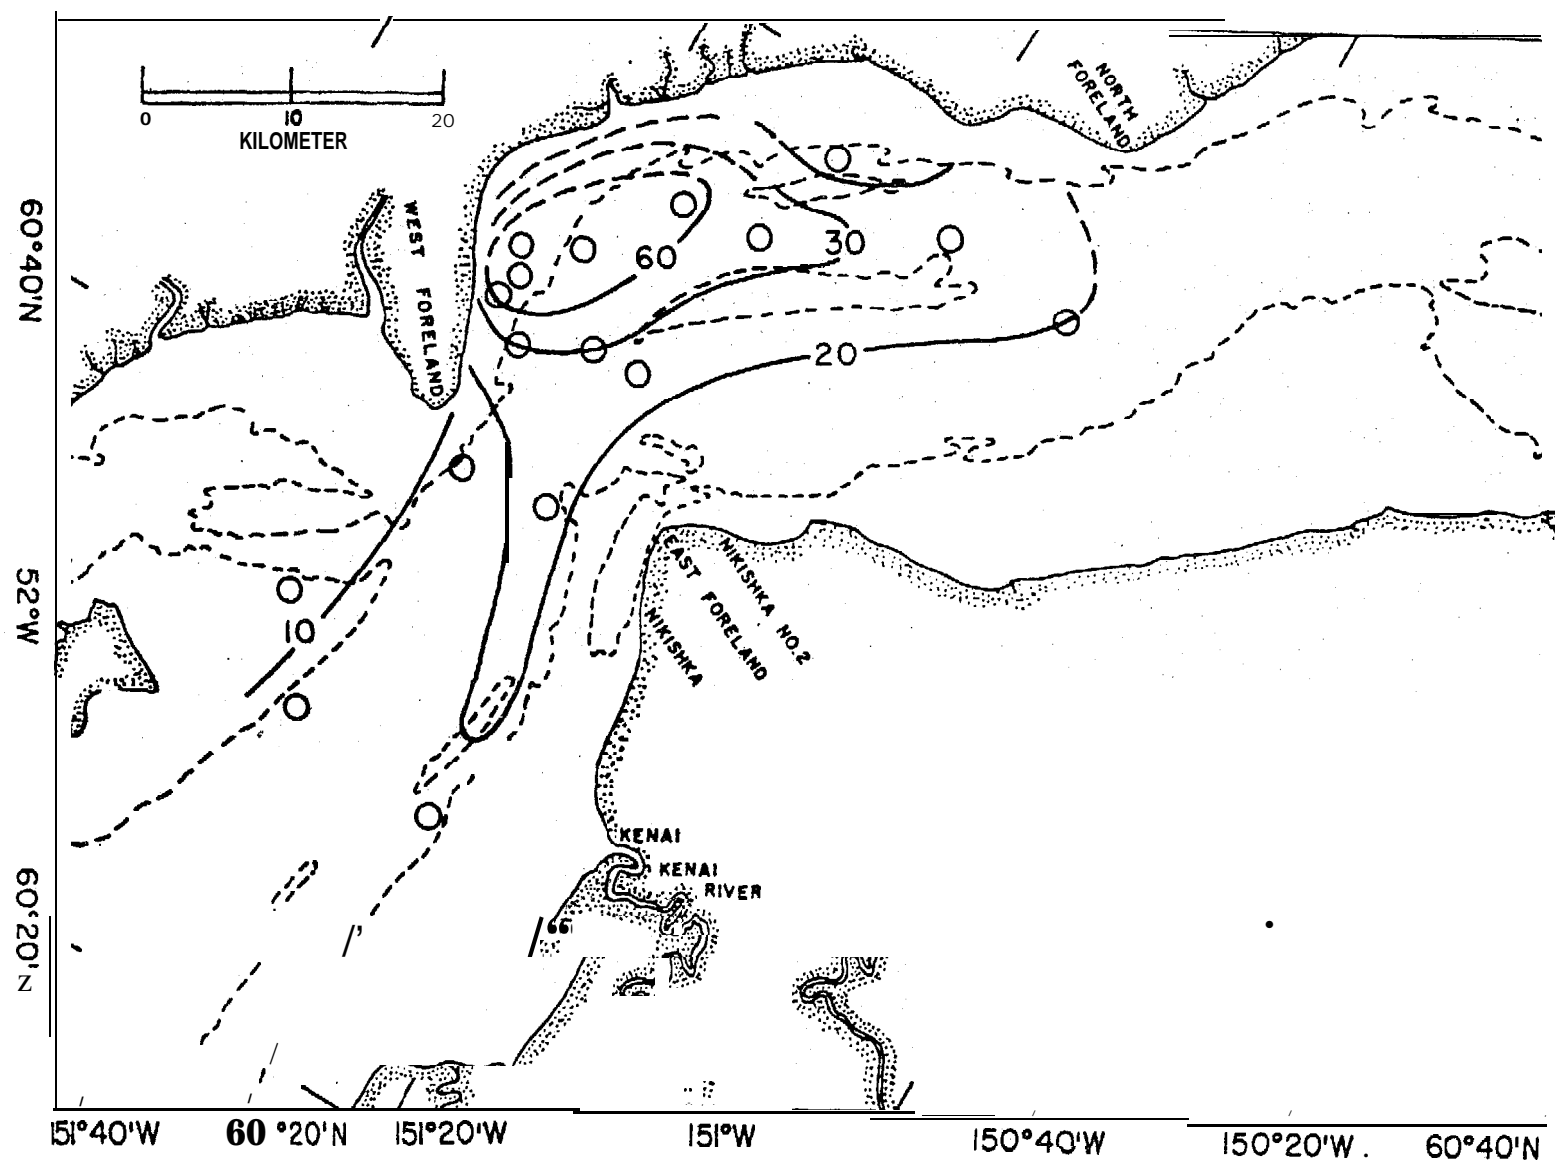 0 10 20
KILOMETER
NORTH
FORELAND
WEST FORELAND
60°40'N
30
60
20
10
52°W
NIKISHKA NO.2
EAST FORELAND
NIKISHKA
KENAI
KENAI
RIVER
60°20'
Z
/’
/“
151°40'W 60°20'N 151°20'W 151°W 150°40'W 150°20'W. 60°40'N